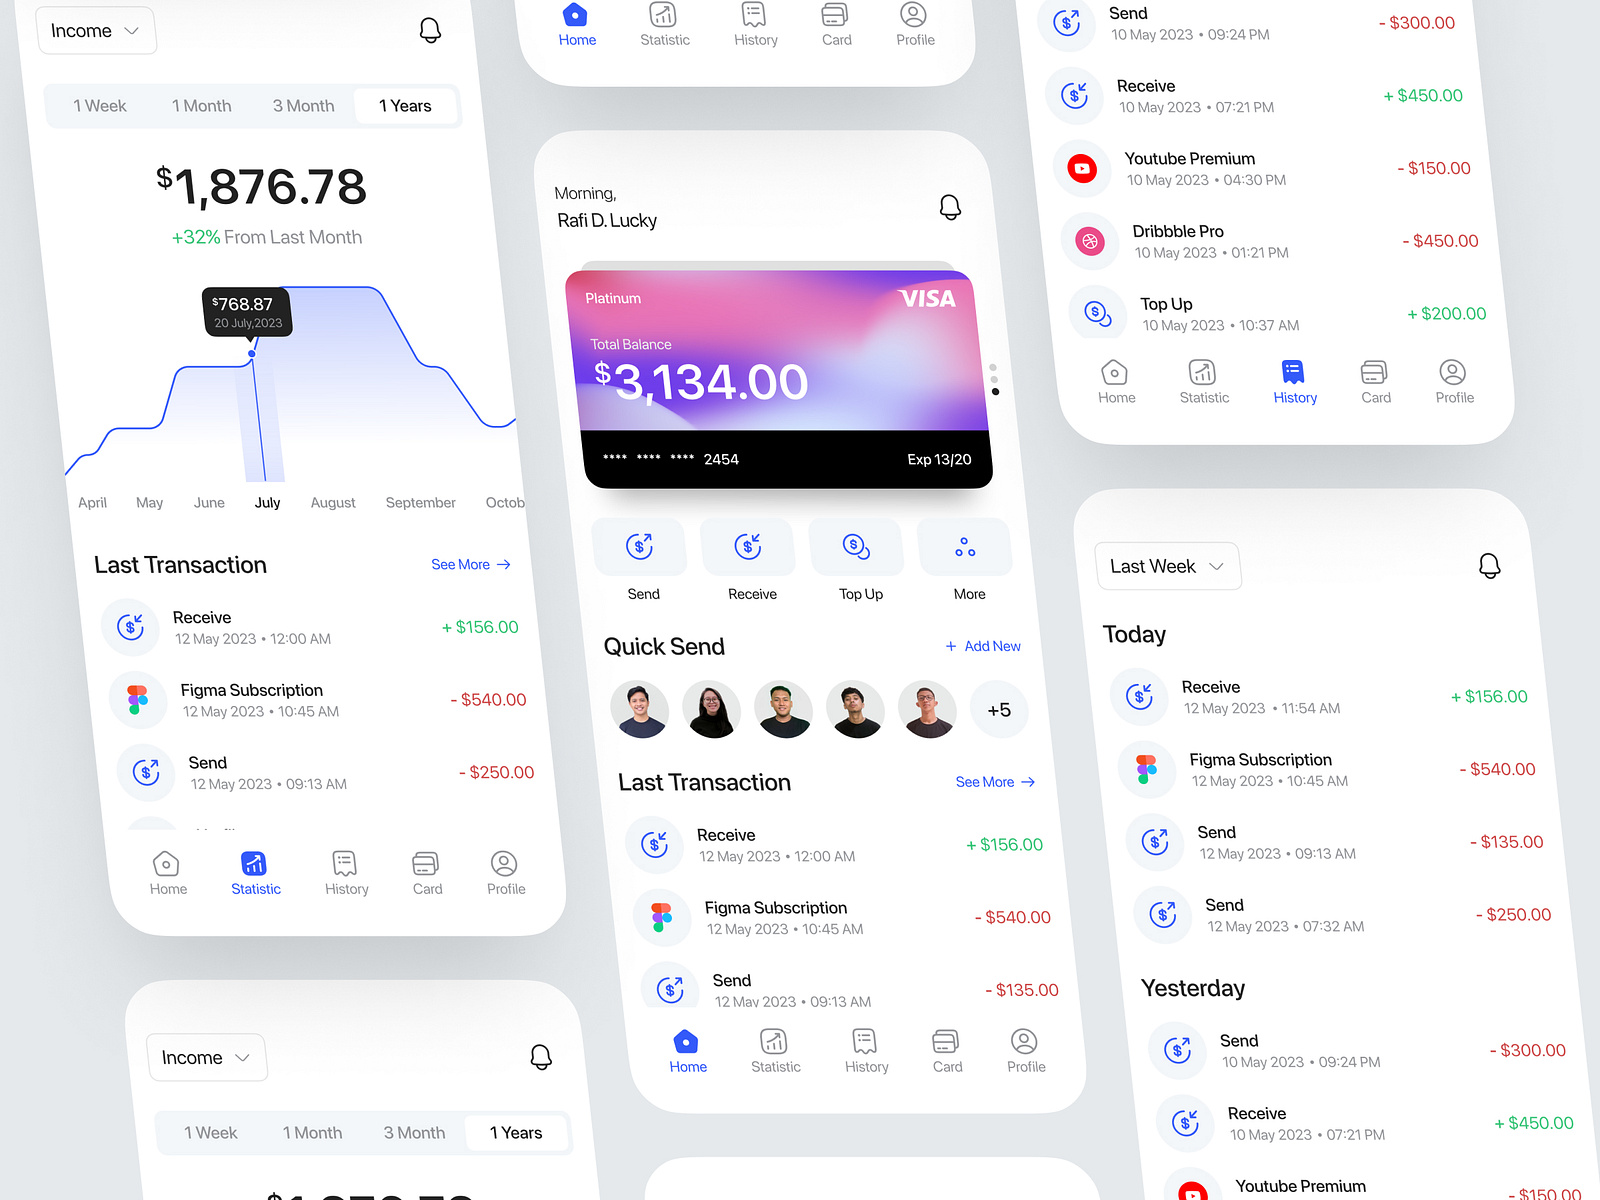 Income
1 Week 1 Month 3 Month 1 Years
$1,876.78
+32% From Last Month
$768.87
20 July,2023
April May June July August September Octob
Last Transaction See More
Receive
12 May 2023 • 12:00 AM
+ $156.00
Figma Subscription
12 May 2023 • 10:45 AM
- $540.00
Send
12 May 2023 • 09:13 AM
- $250.00
Home Statistic History Card Profile
Income
1 Week 1 Month 3 Month 1 Years
Home Statistic History Card Profile
Morning,
Rafi D. Lucky
Platinum VISA
Total Balance
$3,134.00
**** **** **** 2454 Exp 13/20
Send Receive Top Up More
Quick Send + Add New
+5
Last Transaction See More
Receive
12 May 2023 • 12:00 AM
+ $156.00
Figma Subscription
12 May 2023 • 10:45 AM
- $540.00
Send
12 May 2023 • 09:13 AM
- $135.00
Home Statistic History Card Profile
Send
10 May 2023 • 09:24 PM
- $300.00
Receive
10 May 2023 • 07:21 PM
+ $450.00
Youtube Premium
10 May 2023 • 04:30 PM
- $150.00
Dribbble Pro
10 May 2023 • 01:21 PM
- $450.00
Top Up
10 May 2023 • 10:37 AM
+ $200.00
Home Statistic History Card Profile
Last Week
Today
Receive
12 May 2023 • 11:54 AM
+ $156.00
Figma Subscription
12 May 2023 • 10:45 AM
- $540.00
Send
12 May 2023 • 09:13 AM
- $135.00
Send
12 May 2023 • 07:32 AM
- $250.00
Yesterday
Send
10 May 2023 • 09:24 PM
- $300.00
Receive
10 May 2023 • 07:21 PM
+ $450.00
Youtube Premium
- $150.00